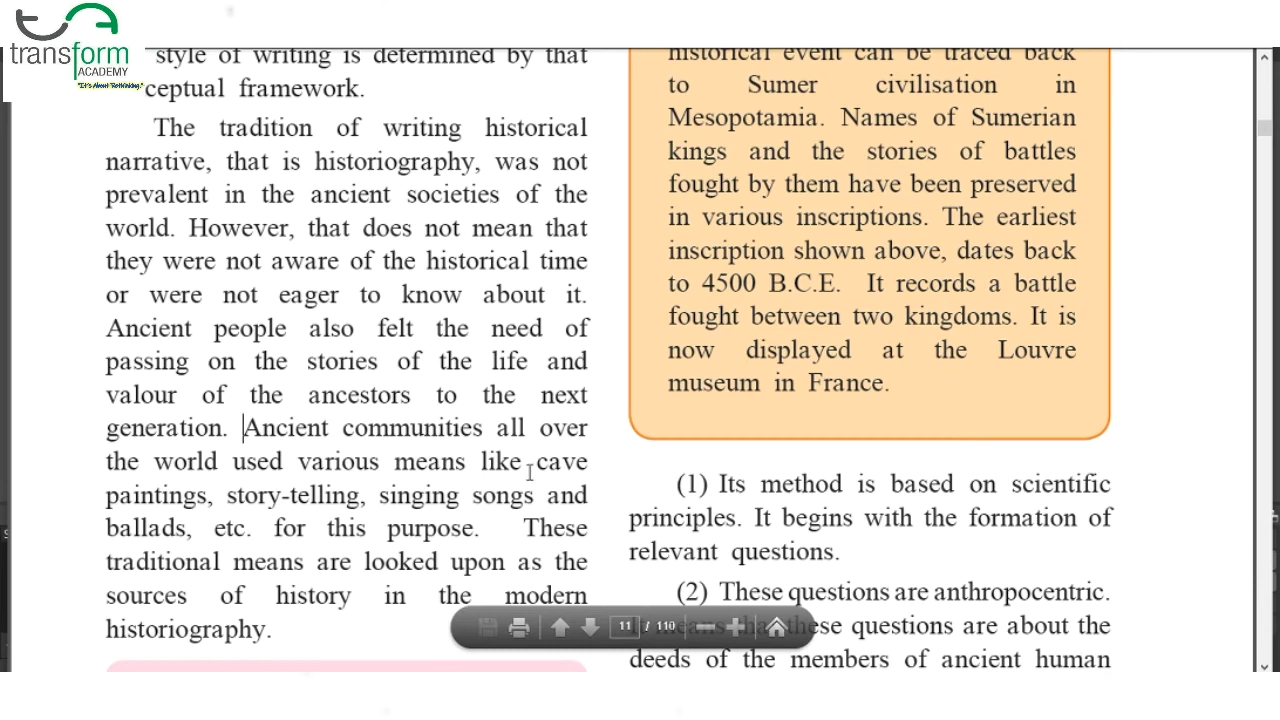 transform
ACADEMY
"It's About Rethinking."
style of writing is determined by that
ceptual framework.
The tradition of writing historical
narrative, that is historiography, was not
prevalent in the ancient societies of the
world. However, that does not mean that
they were not aware of the historical time
or were not eager to know about it.
Ancient people also felt the need of
passing on the stories of the life and
valour of the ancestors to the next
generation. Ancient communities all over
the world used various means like cave
paintings, story-telling, singing songs and
ballads, etc. for this purpose. These
traditional means are looked upon as the
sources of history in the modern
historiography.
historical event can be traced back
to Sumer civilisation in
Mesopotamia. Names of Sumerian
kings and the stories of battles
fought by them have been preserved
in various inscriptions. The earliest
inscription shown above, dates back
to 4500 B.C.E. It records a battle
fought between two kingdoms. It is
now displayed at the Louvre
museum in France.
(1) Its method is based on scientific
principles. It begins with the formation of
relevant questions.
(2) These questions are anthropocentric.
these questions are about the
deeds of the members of ancient human
11 / 110